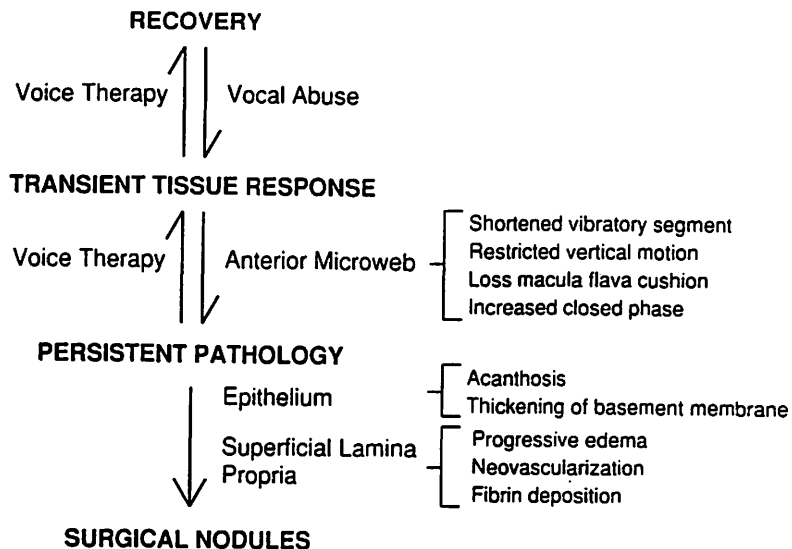 RECOVERY
Voice Therapy
Vocal Abuse
TRANSIENT TISSUE RESPONSE
Voice Therapy
Anterior Microweb
Shortened vibratory segment
Restricted vertical motion
Loss macula flava cushion
Increased closed phase
PERSISTENT PATHOLOGY
Epithelium
Acanthosis
Thickening of basement membrane
Superficial Lamina
Propria
Progressive edema
Neovascularization
Fibrin deposition
SURGICAL NODULES